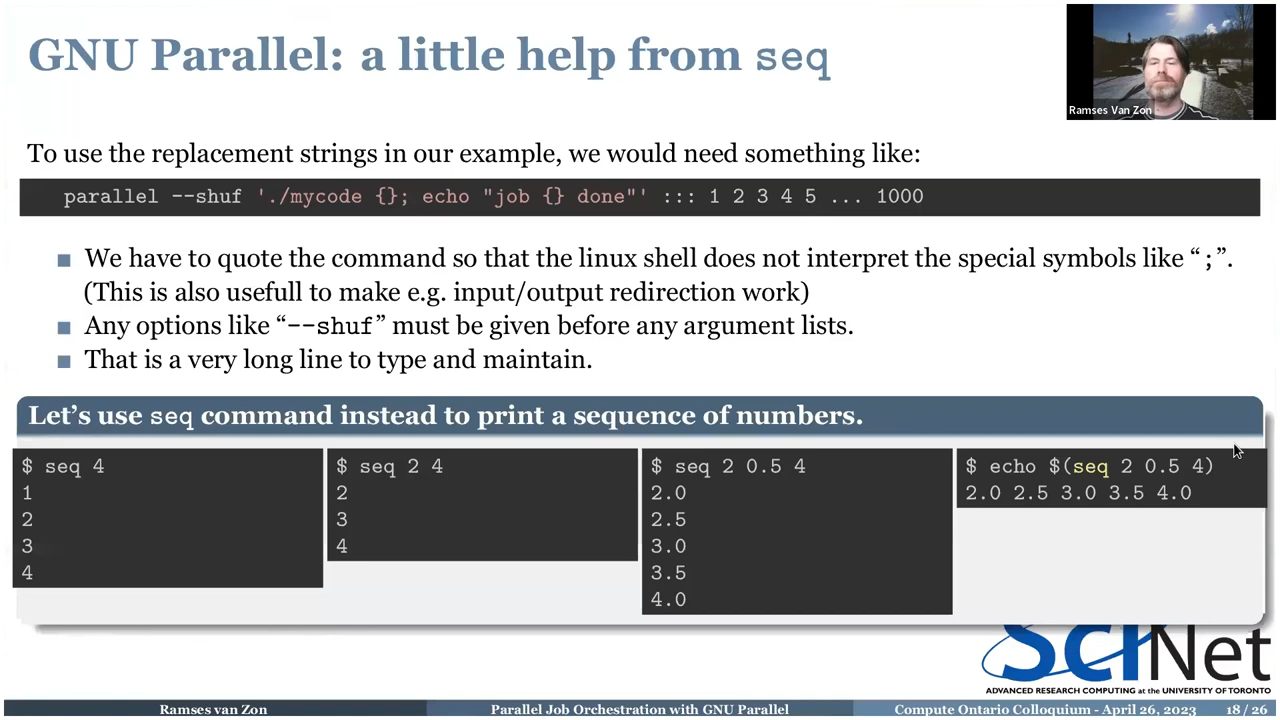 GNU Parallel: a little help from seq
Ramses Van Zon
To use the replacement strings in our example, we would need something like:
parallel --shuf './mycode {}; echo "job {} done"' ::: 1 2 3 4 5 ... 1000
We have to quote the command so that the linux shell does not interpret the special symbols like “;”.
(This is also usefull to make e.g. input/output redirection work)
Any options like “--shuf” must be given before any argument lists.
That is a very long line to type and maintain.
Let’s use seq command instead to print a sequence of numbers.
$ seq 4
1
2
3
4
$ seq 2 4
2
3
4
$ seq 2 0.5 4
2.0
2.5
3.0
3.5
4.0
$ echo $(seq 2 0.5 4)
2.0 2.5 3.0 3.5 4.0
SciNet
ADVANCED RESEARCH COMPUTING at the UNIVERSITY OF TORONTO
Ramses van Zon
Parallel Job Orchestration with GNU Parallel
Compute Ontario Colloquium - April 26, 2023
18 / 26